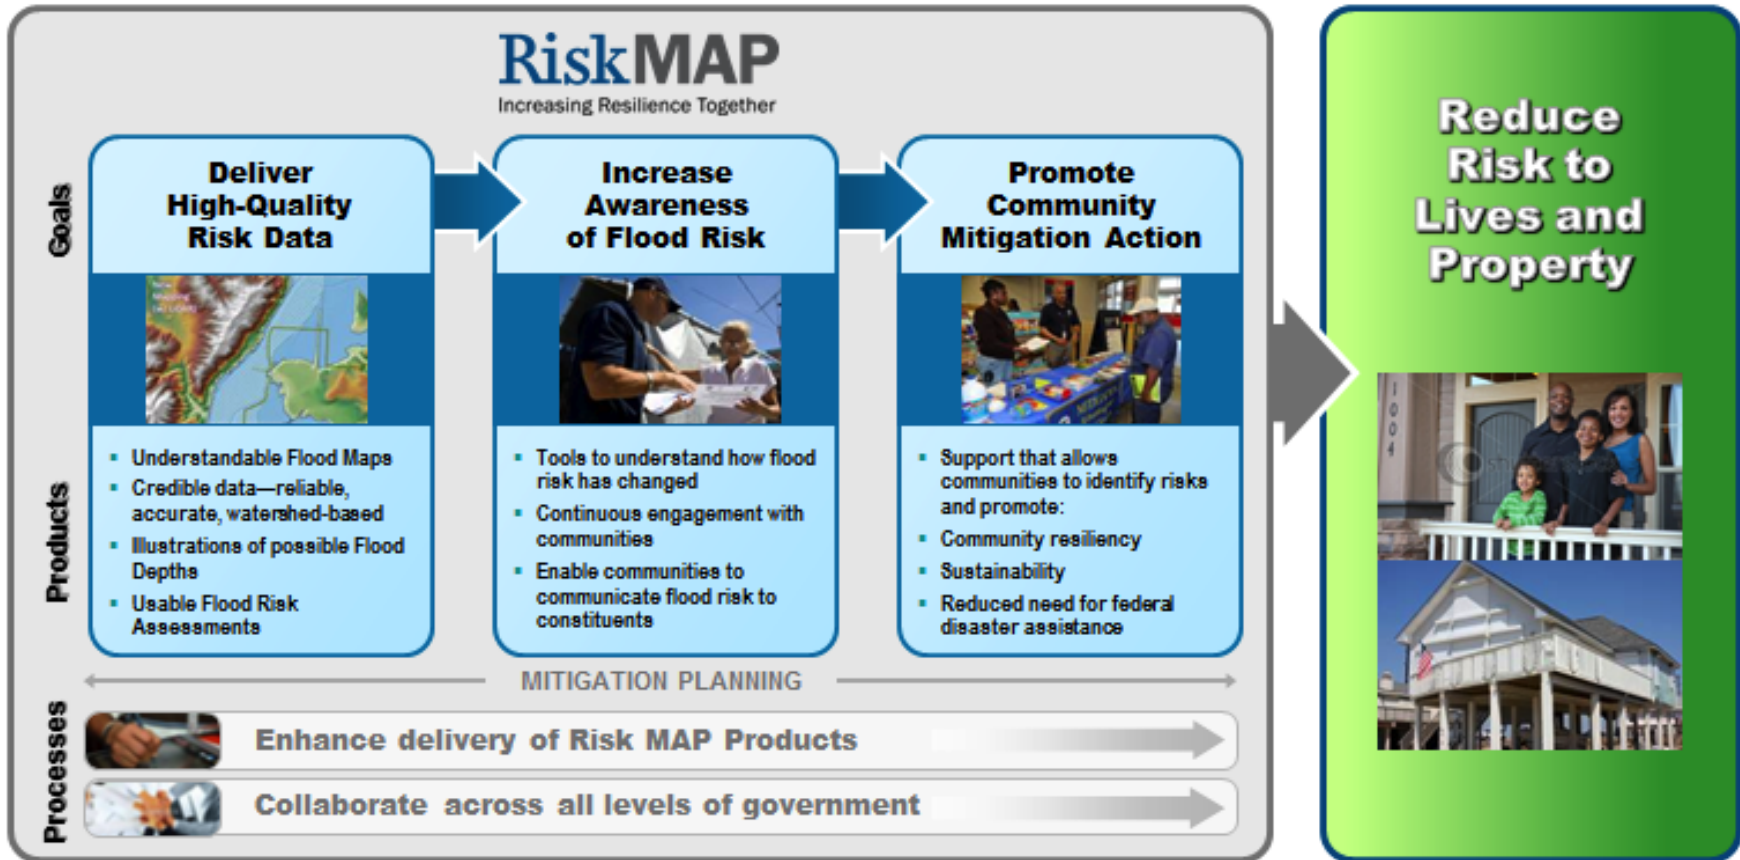 RiskMAP
Increasing Resilience Together
Goals
Deliver
High-Quality
Risk Data
Increase
Awareness
of Flood Risk
Promote
Community
Mitigation Action
Products
▪ Understandable Flood Maps
▪ Credible data—reliable,
accurate, watershed-based
▪ Illustrations of possible Flood
Depths
▪ Usable Flood Risk
Assessments
▪ Tools to understand how flood
risk has changed
▪ Continuous engagement with
communities
▪ Enable communities to
communicate flood risk to
constituents
▪ Support that allows
communities to identify risks
and promote:
▪ Community resiliency
▪ Sustainability
▪ Reduced need for federal
disaster assistance
MITIGATION PLANNING
Processes
Enhance delivery of Risk MAP Products
Collaborate across all levels of government
Reduce
Risk to
Lives and
Property
1004